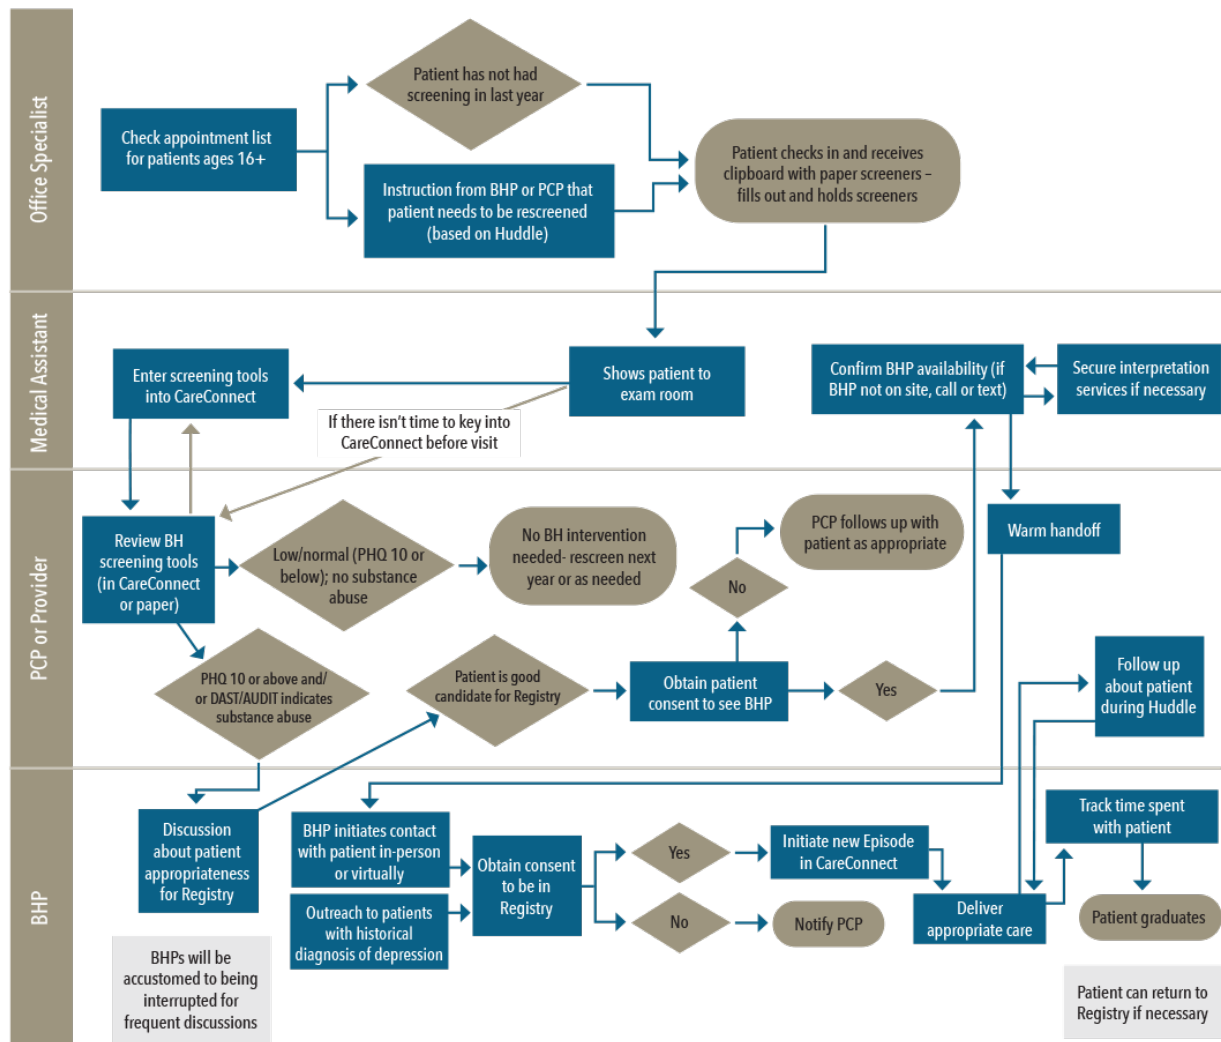 Office Specialist
Check appointment list
for patients ages 16+
Patient has not had
screening in last year
Instruction from BHP or PCP that
patient needs to be rescreened
(based on Huddle)
Patient checks in and receives
clipboard with paper screeners –
fills out and holds screeners
Medical Assistant
Enter screening tools
into CareConnect
If there isn't time to key into
CareConnect before visit
Shows patient to
exam room
Confirm BHP availability (if
BHP not on site, call or text)
Secure interpretation
services if necessary
PCP or Provider
Review BH
screening tools
(in CareConnect
or paper)
Low/normal (PHQ 10 or
below); no substance
abuse
No BH intervention
needed- rescreen next
year or as needed
PHQ 10 or above and/
or DAST/AUDIT indicates
substance abuse
Patient is good
candidate for Registry
Obtain patient
consent to see BHP
No
PCP follows up with
patient as appropriate
Yes
Warm handoff
Follow up
about patient
during Huddle
BHP
Discussion
about patient
appropriateness
for Registry
BHPs will be
accustomed to being
interrupted for
frequent discussions
BHP initiates contact
with patient in-person
or virtually
Outreach to patients
with historical
diagnosis of depression
Obtain consent
to be in
Registry
Yes
No
Initiate new Episode
in CareConnect
Notify PCP
Deliver
appropriate care
Track time spent
with patient
Patient graduates
Patient can return to
Registry if necessary